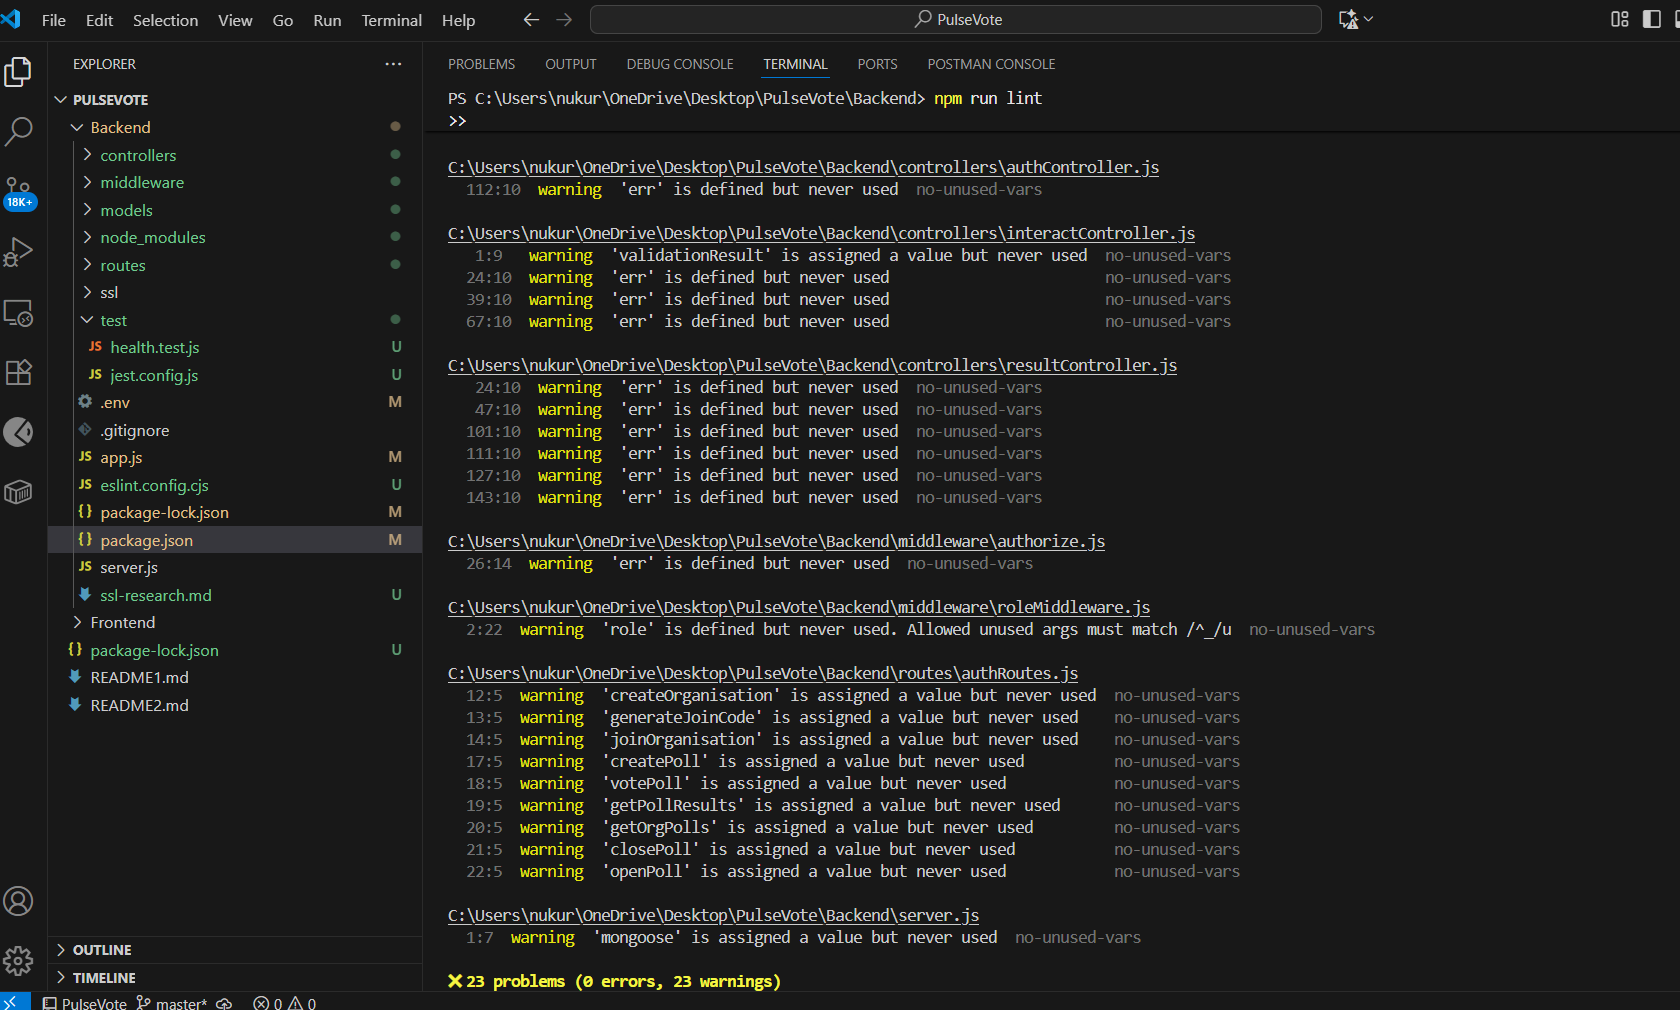 File Edit Selection View Go Run Terminal Help
PulseVote
EXPLORER
PULSEVOTE
Backend
controllers
middleware
models
node_modules
routes
ssl
test
JS health.test.js U
JS jest.config.js U
.env M
.gitignore
JS app.js M
JS eslint.config.cjs U
{} package-lock.json M
{} package.json M
JS server.js
ssl-research.md U
Frontend
{} package-lock.json U
README1.md
README2.md
OUTLINE
TIMELINE
18K+
PulseVote master* 0 0
PROBLEMS OUTPUT DEBUG CONSOLE TERMINAL PORTS POSTMAN CONSOLE
PS C:\Users\nukur\OneDrive\Desktop\PulseVote\Backend> npm run lint
>>
C:\Users\nukur\OneDrive\Desktop\PulseVote\Backend\controllers\authController.js
112:10 warning 'err' is defined but never used no-unused-vars
C:\Users\nukur\OneDrive\Desktop\PulseVote\Backend\controllers\interactController.js
1:9 warning 'validationResult' is assigned a value but never used no-unused-vars
24:10 warning 'err' is defined but never used no-unused-vars
39:10 warning 'err' is defined but never used no-unused-vars
67:10 warning 'err' is defined but never used no-unused-vars
C:\Users\nukur\OneDrive\Desktop\PulseVote\Backend\controllers\resultController.js
24:10 warning 'err' is defined but never used no-unused-vars
47:10 warning 'err' is defined but never used no-unused-vars
101:10 warning 'err' is defined but never used no-unused-vars
111:10 warning 'err' is defined but never used no-unused-vars
127:10 warning 'err' is defined but never used no-unused-vars
143:10 warning 'err' is defined but never used no-unused-vars
C:\Users\nukur\OneDrive\Desktop\PulseVote\Backend\middleware\authorize.js
26:14 warning 'err' is defined but never used no-unused-vars
C:\Users\nukur\OneDrive\Desktop\PulseVote\Backend\middleware\roleMiddleware.js
2:22 warning 'role' is defined but never used. Allowed unused args must match /^_/u no-unused-vars
C:\Users\nukur\OneDrive\Desktop\PulseVote\Backend\routes\authRoutes.js
12:5 warning 'createOrganisation' is assigned a value but never used no-unused-vars
13:5 warning 'generateJoinCode' is assigned a value but never used no-unused-vars
14:5 warning 'joinOrganisation' is assigned a value but never used no-unused-vars
17:5 warning 'createPoll' is assigned a value but never used no-unused-vars
18:5 warning 'votePoll' is assigned a value but never used no-unused-vars
19:5 warning 'getPollResults' is assigned a value but never used no-unused-vars
20:5 warning 'getOrgPolls' is assigned a value but never used no-unused-vars
21:5 warning 'closePoll' is assigned a value but never used no-unused-vars
22:5 warning 'openPoll' is assigned a value but never used no-unused-vars
C:\Users\nukur\OneDrive\Desktop\PulseVote\Backend\server.js
1:7 warning 'mongoose' is assigned a value but never used no-unused-vars
✖ 23 problems (0 errors, 23 warnings)